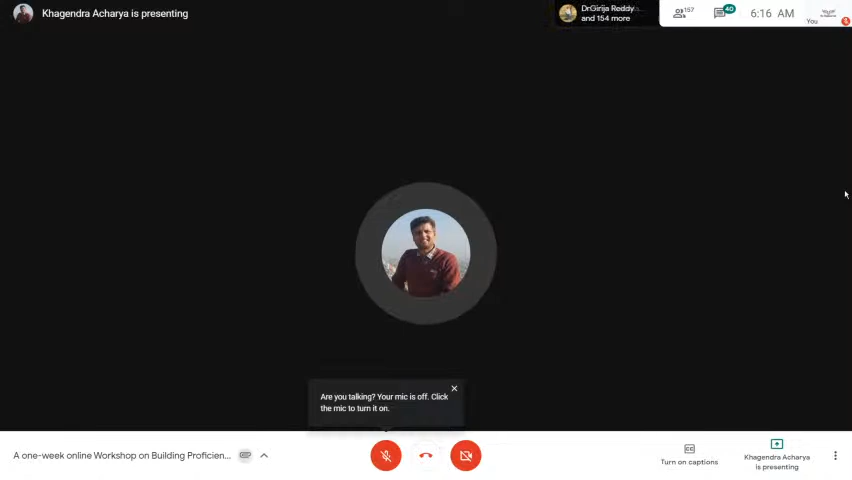 Khagendra Acharya is presenting
DrGirija Reddy...
and 154 more
157
40
6:16 AM
You
Are you talking? Your mic is off. Click
the mic to turn it on.
A one-week online Workshop on Building Proficien...
CC
Turn on captions
Khagendra Acharya
is presenting